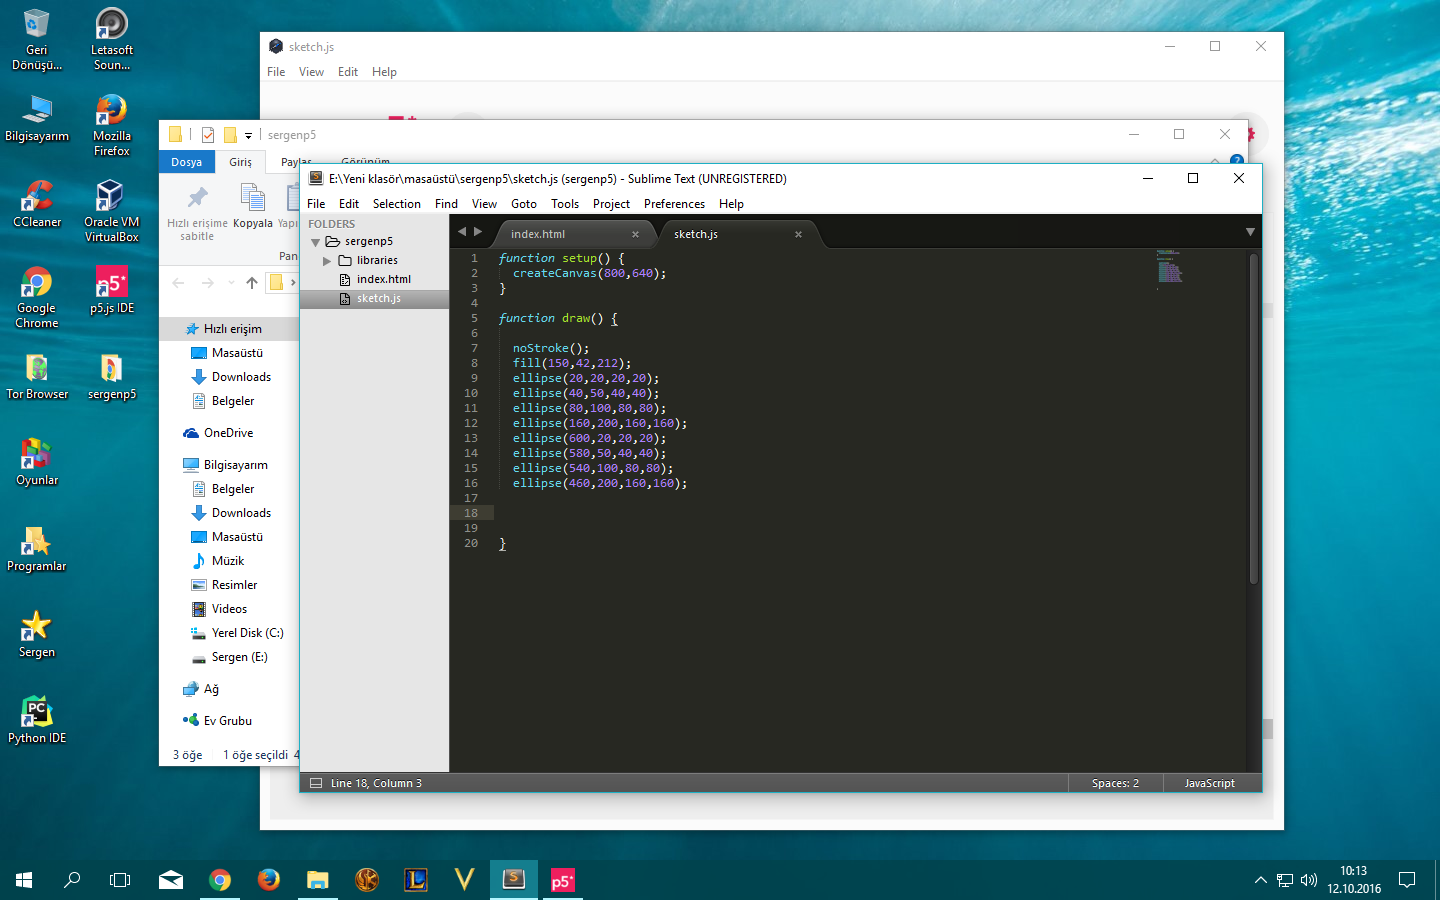 Geri
Dönüşü...
Letasoft
Soun...
Bilgisayarım
Mozilla
Firefox
CCleaner
Oracle VM
VirtualBox
Google
Chrome
p5.js IDE
Tor Browser
sergenp5
Oyunlar
Programlar
Sergen
Python IDE
sketch.js
File View Edit Help
sergenp5
Dosya Giriş Paylaş Görünüm
Hızlı erişime
sabitle
Kopyala
Yapı
Pan
Hızlı erişim
Masaüstü
Downloads
Belgeler
OneDrive
Bilgisayarım
Belgeler
Downloads
Masaüstü
Müzik
Resimler
Videos
Yerel Disk (C:)
Sergen (E:)
Ağ
Ev Grubu
3 öğe 1 öğe seçildi 4
E:\Yeni klasör\masaüstü\sergenp5\sketch.js (sergenp5) - Sublime Text (UNREGISTERED)
File Edit Selection Find View Goto Tools Project Preferences Help
FOLDERS
sergenp5
libraries
index.html
sketch.js
index.html sketch.js
1 function setup() {
2 createCanvas(800,640);
3 }
4
5 function draw() {
6
7 noStroke();
8 fill(150,42,212);
9 ellipse(20,20,20,20);
10 ellipse(40,50,40,40);
11 ellipse(80,100,80,80);
12 ellipse(160,200,160,160);
13 ellipse(600,20,20,20);
14 ellipse(580,50,40,40);
15 ellipse(540,100,80,80);
16 ellipse(460,200,160,160);
17
18
19
20 }
Line 18, Column 3 Spaces: 2 JavaScript
p5*
10:13
12.10.2016